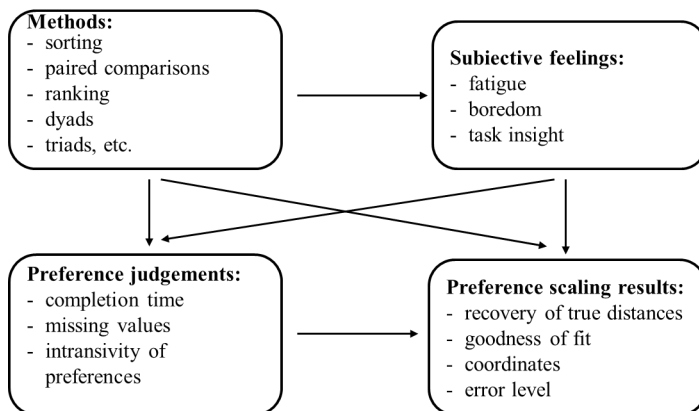 Methods:
- sorting
- paired comparisons
- ranking
- dyads
- triads, etc.
Subiective feelings:
- fatigue
- boredom
- task insight
Preference judgements:
- completion time
- missing values
- intransivity of
preferences
Preference scaling results:
- recovery of true distances
- goodness of fit
- coordinates
- error level